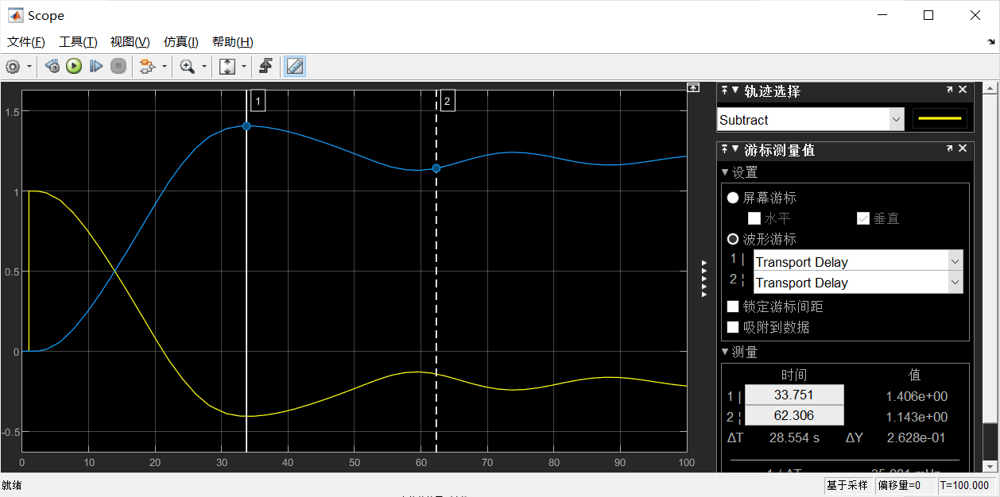 Scope
文件(F) 工具(T) 视图(V) 仿真(I) 帮助(H)
1
2
1.5
1
0.5
0
-0.5
0 10 20 30 40 50 60 70 80 90 100
轨迹选择
Subtract
游标测量值
设置
屏幕游标
水平 垂直
波形游标
1 | Transport Delay
2 ¦ Transport Delay
锁定游标间距
吸附到数据
测量
时间 值
1 | 33.751 1.406e+00
2 ¦ 62.306 1.143e+00
ΔT 28.554 s ΔY 2.628e-01
就绪 基于采样 偏移量=0 T=100.000